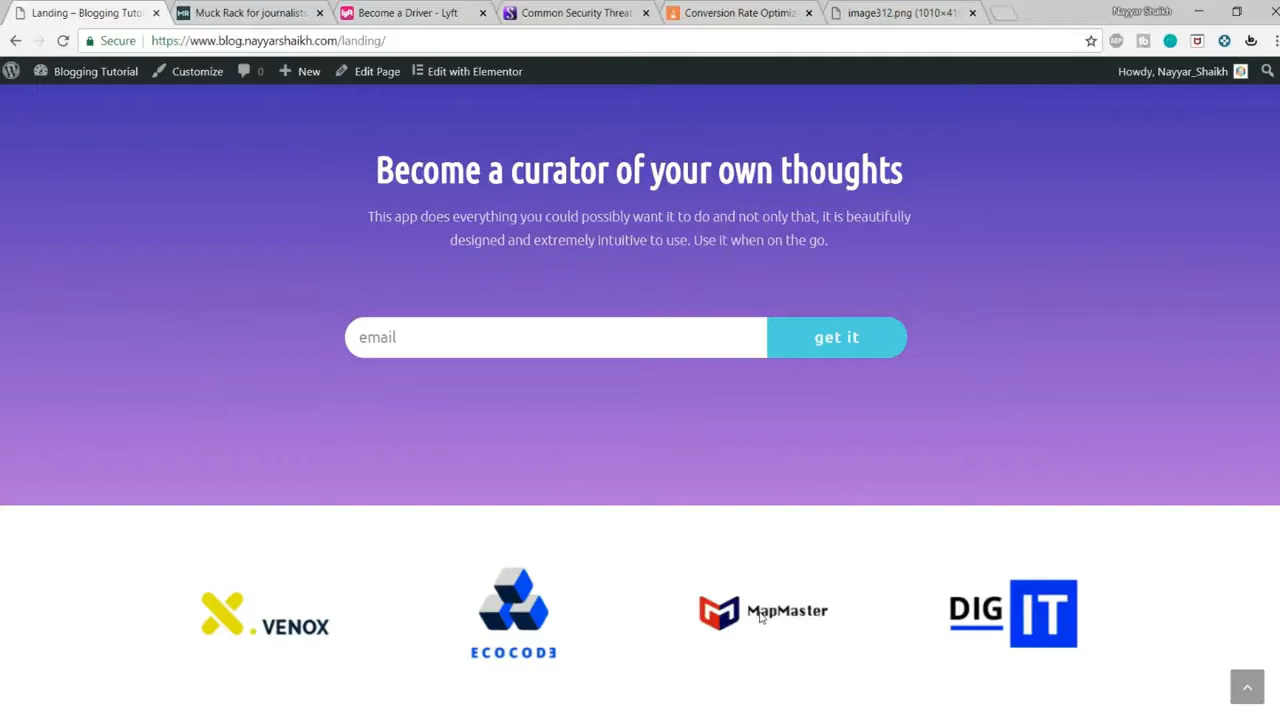 Landing – Blogging Tuto
Muck Rack for journalists
Become a Driver - Lyft
Common Security Threat
Conversion Rate Optimiz
image312.png (1010×41
Nayyar Shaikh
Secure
https://www.blog.nayyarshaikh.com/landing/
Blogging Tutorial
Customize
0
New
Edit Page
Edit with Elementor
Howdy, Nayyar_Shaikh
Become a curator of your own thoughts
This app does everything you could possibly want it to do and not only that, it is beautifully
designed and extremely intuitive to use. Use it when on the go.
email
get it
VENOX
ECOCOD3
MapMaster
DIG IT